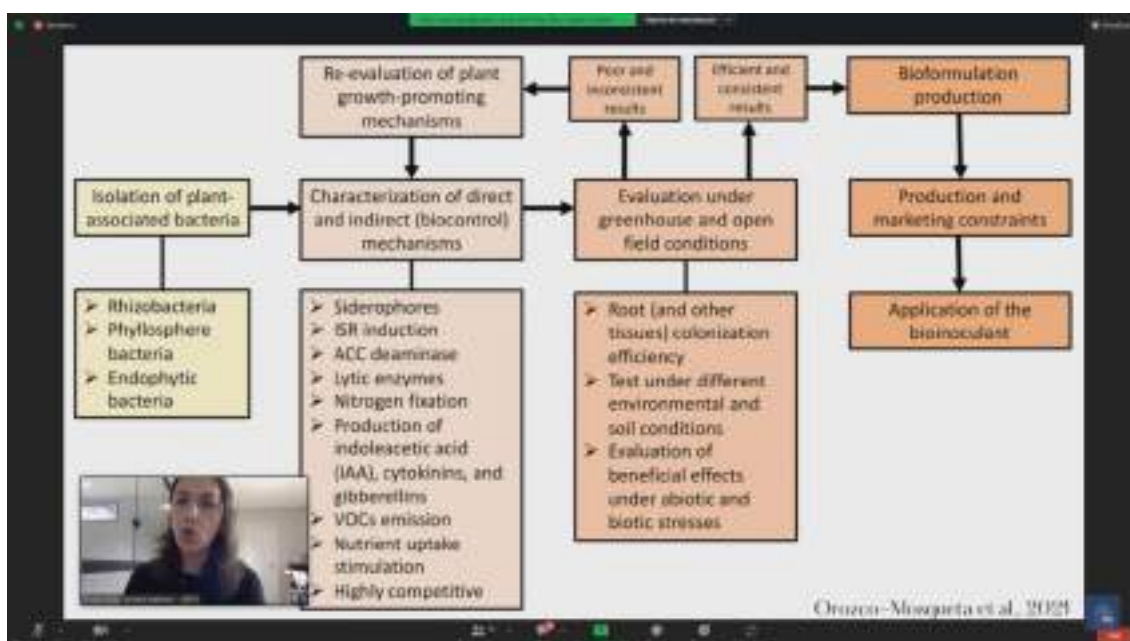 Re-evaluation of plant
growth-promoting
mechanisms
Poor and
inconsistent
results
Efficient and
consistent
results
Bioformulation
production
Isolation of plant-
associated bacteria
Characterization of direct
and indirect (biocontrol)
mechanisms
Evaluation under
greenhouse and open
field conditions
Production and
marketing constraints
➢ Rhizobacteria
➢ Phyllosphere
bacteria
➢ Endophytic
bacteria
➢ Siderophores
➢ ISR induction
➢ ACC deaminase
➢ Lytic enzymes
➢ Nitrogen fixation
➢ Production of
indoleacetic acid
(IAA), cytokinins, and
gibberellins
➢ VOCs emission
➢ Nutrient uptake
stimulation
➢ Highly competitive
➢ Root (and other
tissues) colonization
efficiency
➢ Test under different
environmental and
soil conditions
➢ Evaluation of
beneficial effects
under abiotic and
biotic stresses
Application of the
bioinoculant
Orozco-Mosqueta et al, 2021